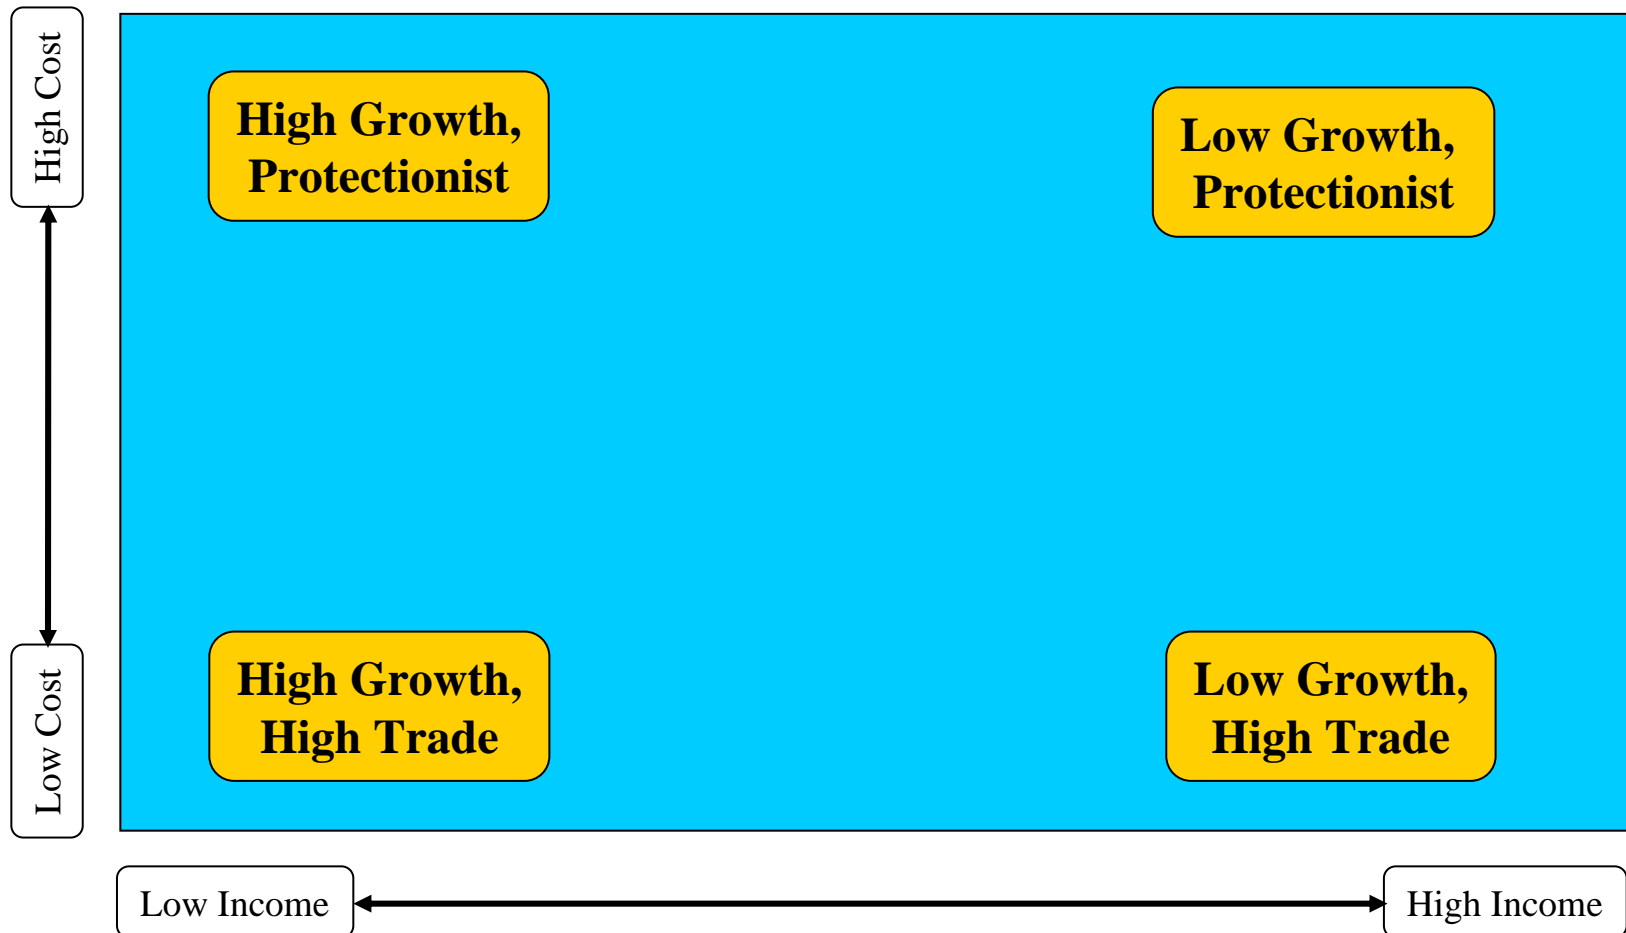 High Cost
High Growth,
Protectionist
Low Growth,
Protectionist
Low Cost
High Growth,
High Trade
Low Growth,
High Trade
Low Income
High Income